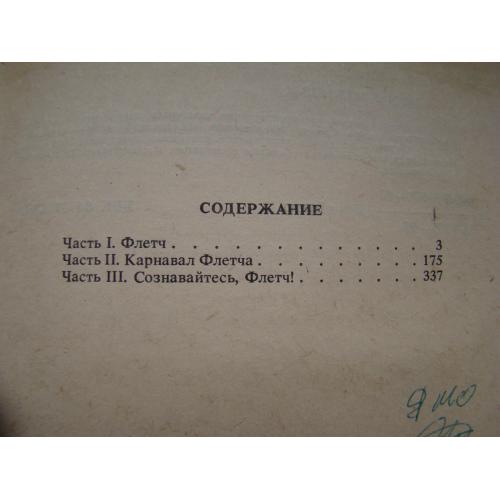 СОДЕРЖАНИЕ
Часть I. Флетч . . . . . . . . . . . . . 3
Часть II. Карнавал Флетча . . . . . . . . 175
Часть III. Сознавайтесь, Флетч! . . . . . . 337